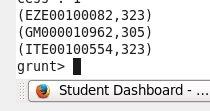 (EZE00100082,323)
(GM000010962,305)
(ITE00100554,323)
grunt>
Student Dashboard -...